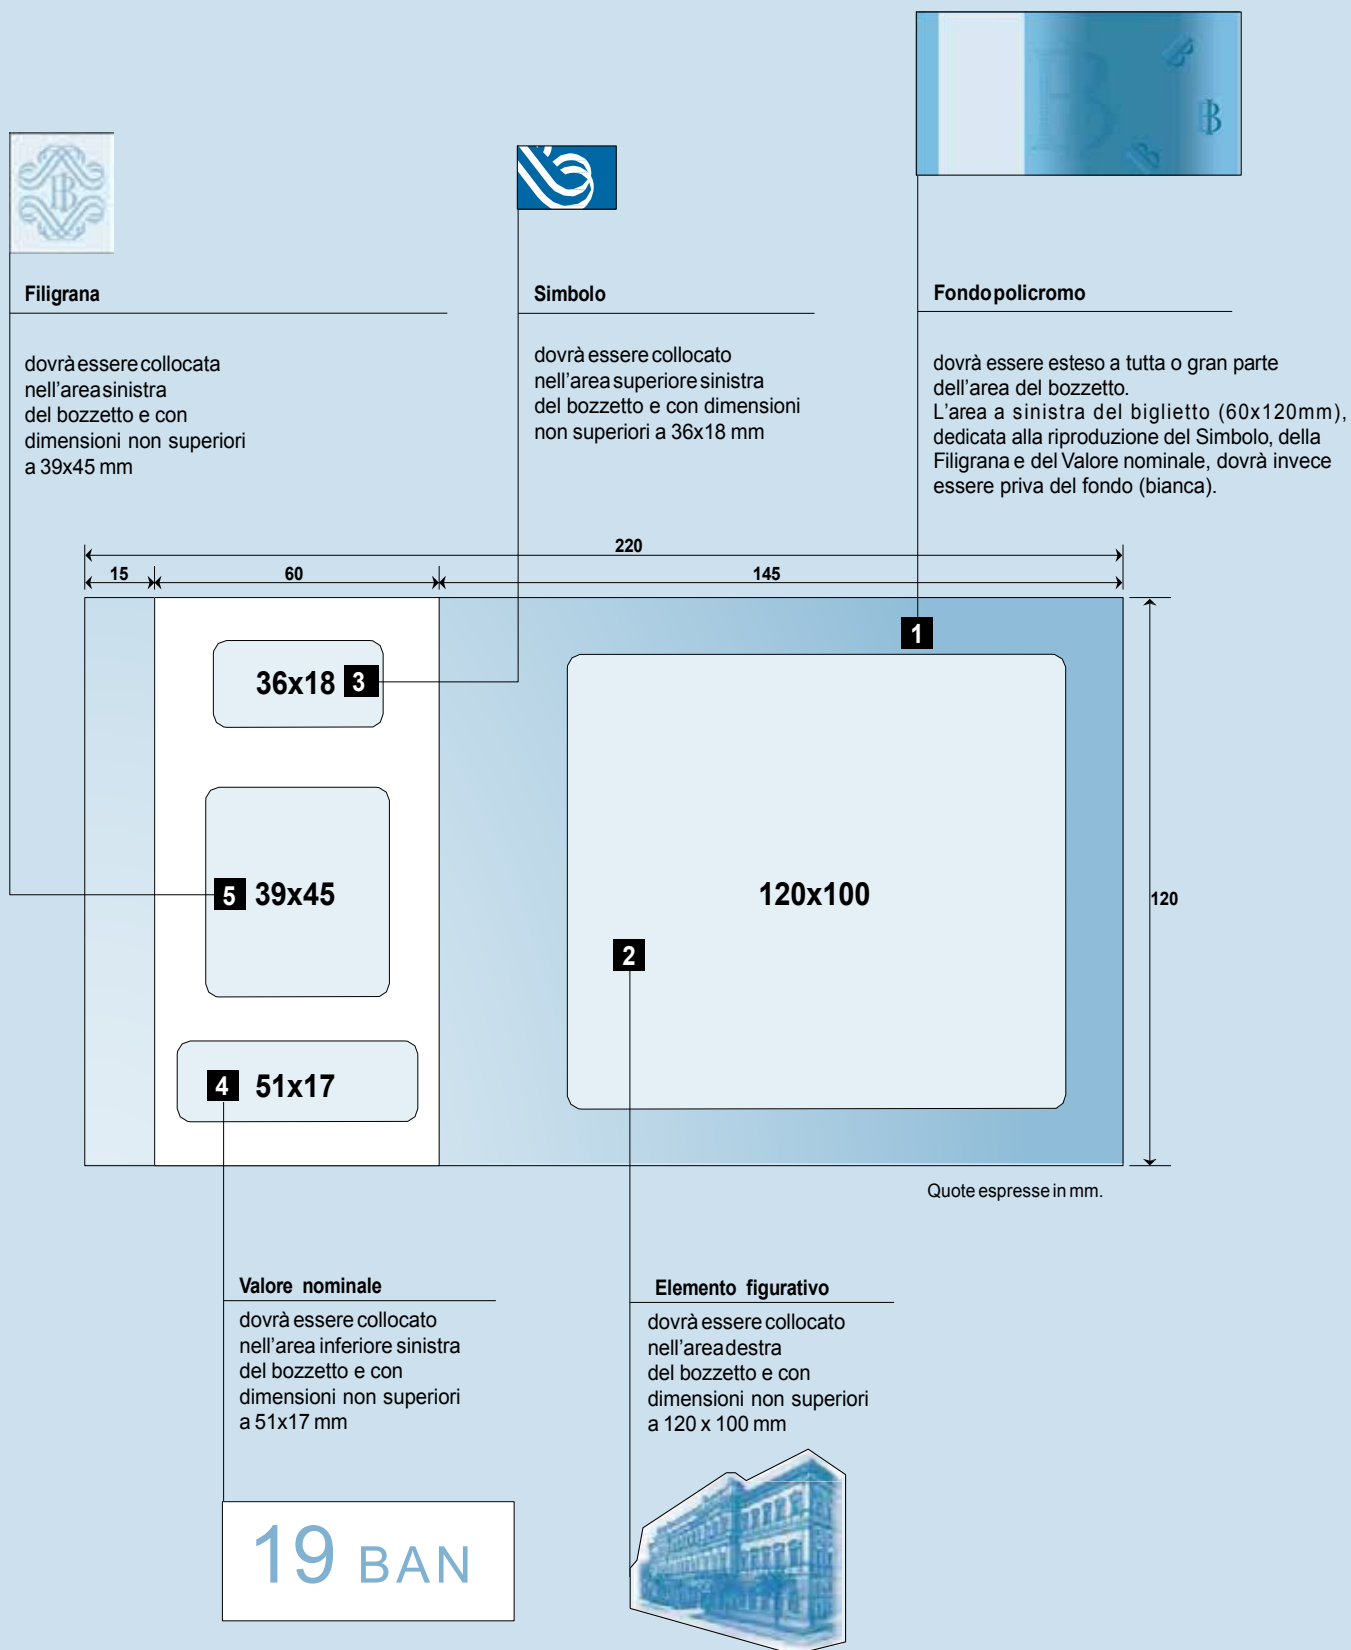 Filigrana
dovrà essere collocata
nell'area sinistra
del bozzetto e con
dimensioni non superiori
a 39x45 mm
Simbolo
dovrà essere collocato
nell'area superiore sinistra
del bozzetto e con dimensioni
non superiori a 36x18 mm
Fondo policromo
dovrà essere esteso a tutta o gran parte
dell'area del bozzetto.
L'area a sinistra del biglietto (60x120mm),
dedicata alla riproduzione del Simbolo, della
Filigrana e del Valore nominale, dovrà invece
essere priva del fondo (bianca).
220
15 60 145
1
36x18 3
5 39x45
120x100
120
2
4 51x17
Quote espresse in mm.
Valore nominale
dovrà essere collocato
nell'area inferiore sinistra
del bozzetto e con
dimensioni non superiori
a 51x17 mm
Elemento figurativo
dovrà essere collocato
nell'area destra
del bozzetto e con
dimensioni non superiori
a 120 x 100 mm
19 BAN